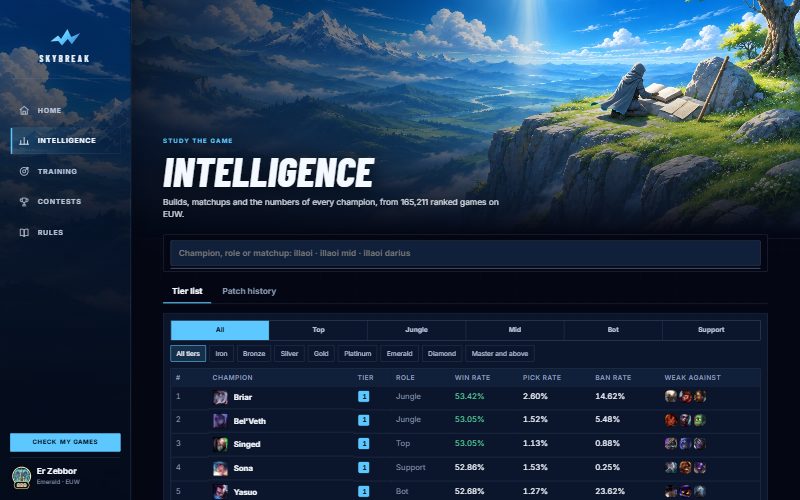 SKYBREAK
HOME
INTELLIGENCE
TRAINING
CONTESTS
RULES
CHECK MY GAMES
Er Zebbor
Emerald · EUW
STUDY THE GAME
INTELLIGENCE
Builds, matchups and the numbers of every champion, from 165,211 ranked games on
EUW.
Champion, role or matchup: illaoi · illaoi mid · illaoi darius
Tier list Patch history
All Top Jungle Mid Bot Support
All tiers Iron Bronze Silver Gold Platinum Emerald Diamond Master and above
# CHAMPION TIER ROLE WIN RATE PICK RATE BAN RATE WEAK AGAINST
1 Briar 1 Jungle 53.42% 2.60% 14.62%
2 Bel'Veth 1 Jungle 53.05% 1.52% 5.48%
3 Singed 1 Top 53.05% 1.13% 0.88%
4 Sona 1 Support 52.86% 1.53% 0.25%
5 Yasuo 1 Bot 52.68% 1.27% 23.62%